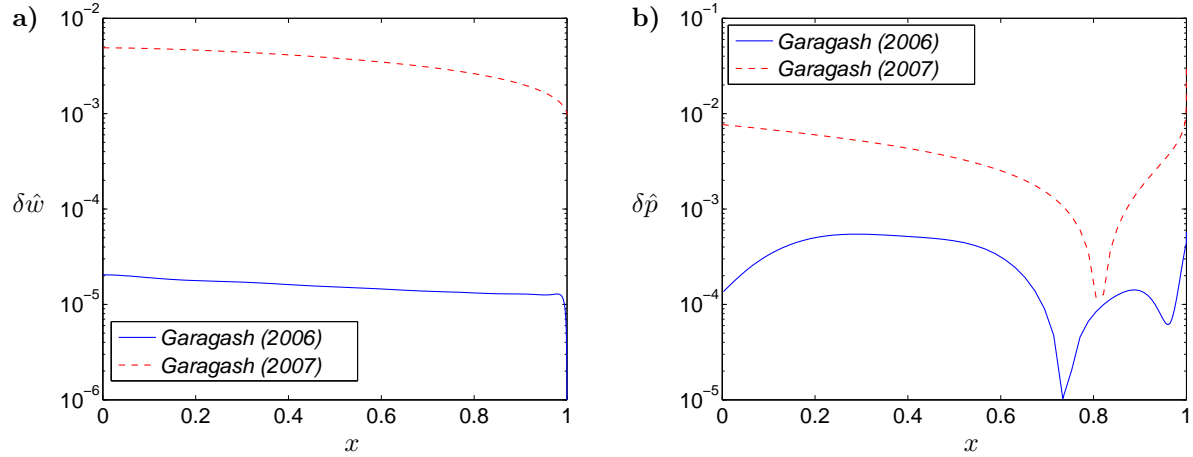 a)
10⁻²
10⁻³
10⁻⁴
10⁻⁵
10⁻⁶
δŵ
Garagash (2006)
Garagash (2007)
0 0.2 0.4 0.6 0.8 1
x
b)
10⁻¹
10⁻²
10⁻³
10⁻⁴
10⁻⁵
δp̂
Garagash (2006)
Garagash (2007)
0 0.2 0.4 0.6 0.8 1
x